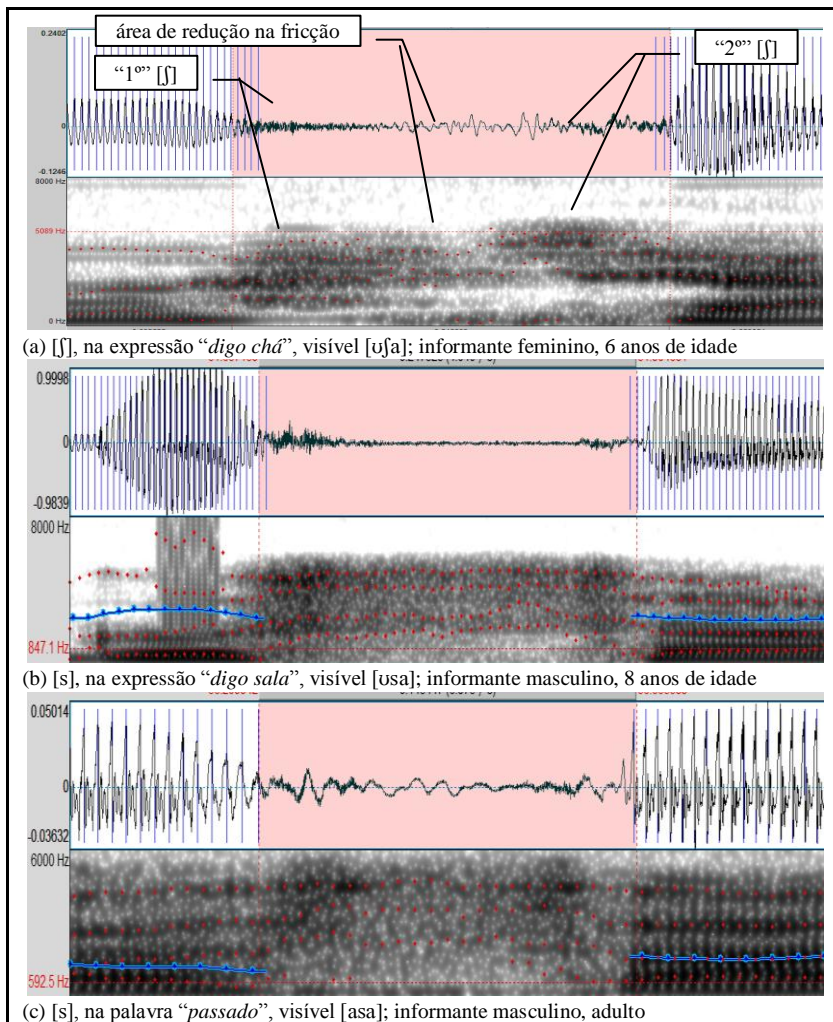 área de redução na fricção
0.2402
“1º” [ʃ]
“2º” [ʃ]
0
-0.1246
8000 Hz
5089 Hz
0 Hz
(a) [ʃ], na expressão “digo chá”, visível [ʊʃa]; informante feminino, 6 anos de idade
0.9998
0
-0.9839
8000 Hz
847.1 Hz
(b) [s], na expressão “digo sala”, visível [ʊsa]; informante masculino, 8 anos de idade
0.05014
0
-0.03632
6000 Hz
592.5 Hz
(c) [s], na palavra “passado”, visível [asa]; informante masculino, adulto